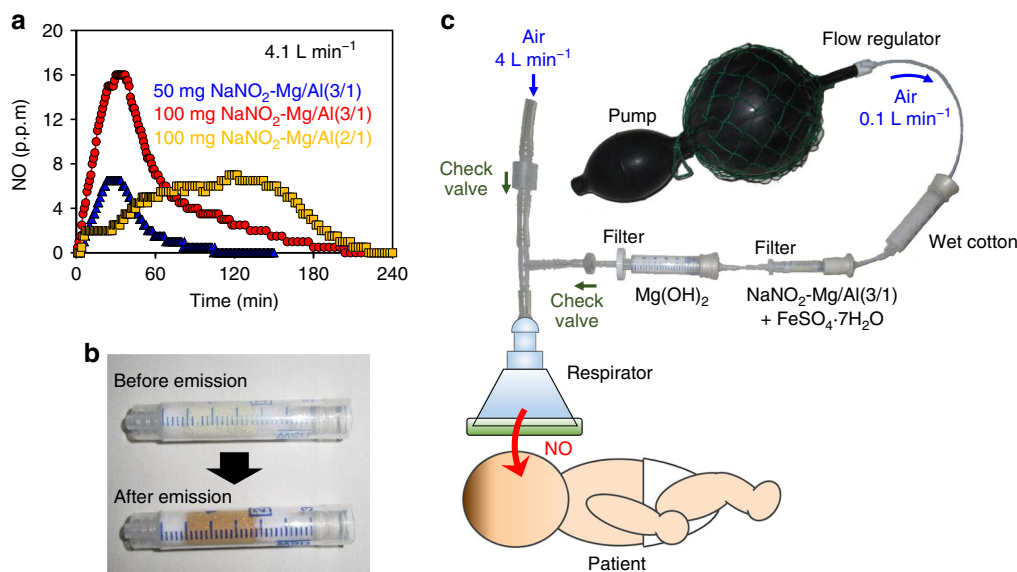 a
20
16
12
8
4
0
NO (p.p.m)
4.1 L min⁻¹
50 mg NaNO₂-Mg/Al(3/1)
100 mg NaNO₂-Mg/Al(3/1)
100 mg NaNO₂-Mg/Al(2/1)
0 60 120 180 240
Time (min)
b
Before emission
After emission
1
3
c
Air
4 L min⁻¹
Flow regulator
Air
0.1 L min⁻¹
Pump
Check
valve
Wet cotton
Filter
Filter
Check
valve
Mg(OH)₂
NaNO₂-Mg/Al(3/1)
+ FeSO₄·7H₂O
Respirator
NO
Patient